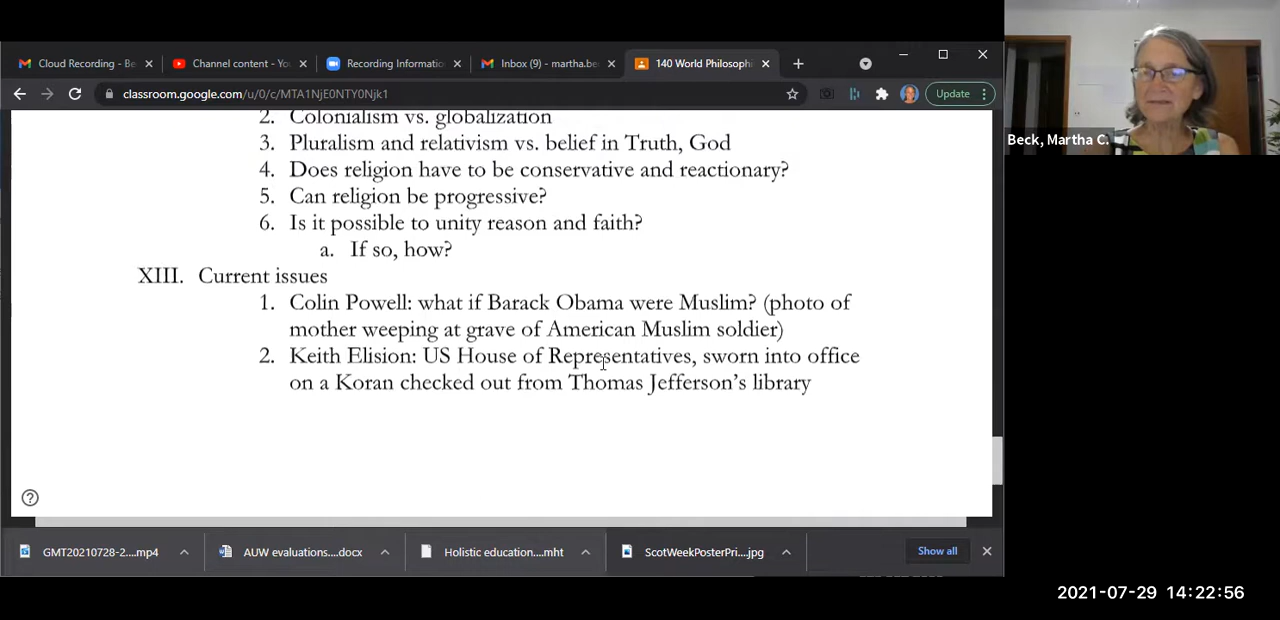 Cloud Recording - Be
Channel content - Yo
Recording Informatio
Inbox (9) - martha.be
140 World Philosophi
classroom.google.com/u/0/c/MTA1NjE0NTY0Njk1
Update
Beck, Martha C.
2. Colonialism vs. globalization
3. Pluralism and relativism vs. belief in Truth, God
4. Does religion have to be conservative and reactionary?
5. Can religion be progressive?
6. Is it possible to unity reason and faith?
a. If so, how?
XIII. Current issues
1. Colin Powell: what if Barack Obama were Muslim? (photo of
mother weeping at grave of American Muslim soldier)
2. Keith Elision: US House of Representatives, sworn into office
on a Koran checked out from Thomas Jefferson's library
GMT20210728-2....mp4
AUW evaluations....docx
Holistic education....mht
ScotWeekPosterPri....jpg
Show all
2021-07-29 14:22:56